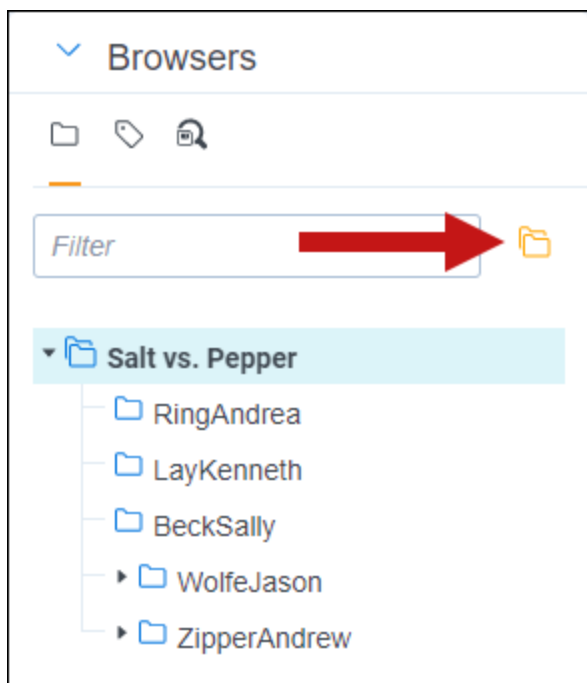 Browsers
Filter
Salt vs. Pepper
RingAndrea
LayKenneth
BeckSally
WolfeJason
ZipperAndrew